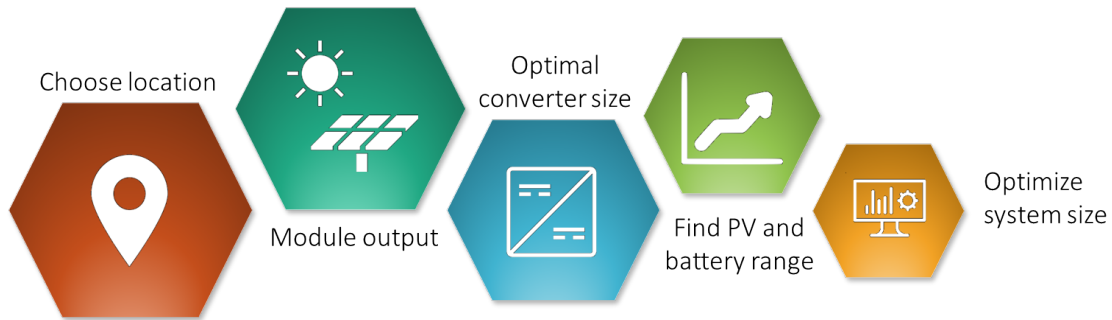 Choose location
Module output
Optimal
converter size
Find PV and
battery range
Optimize
system size